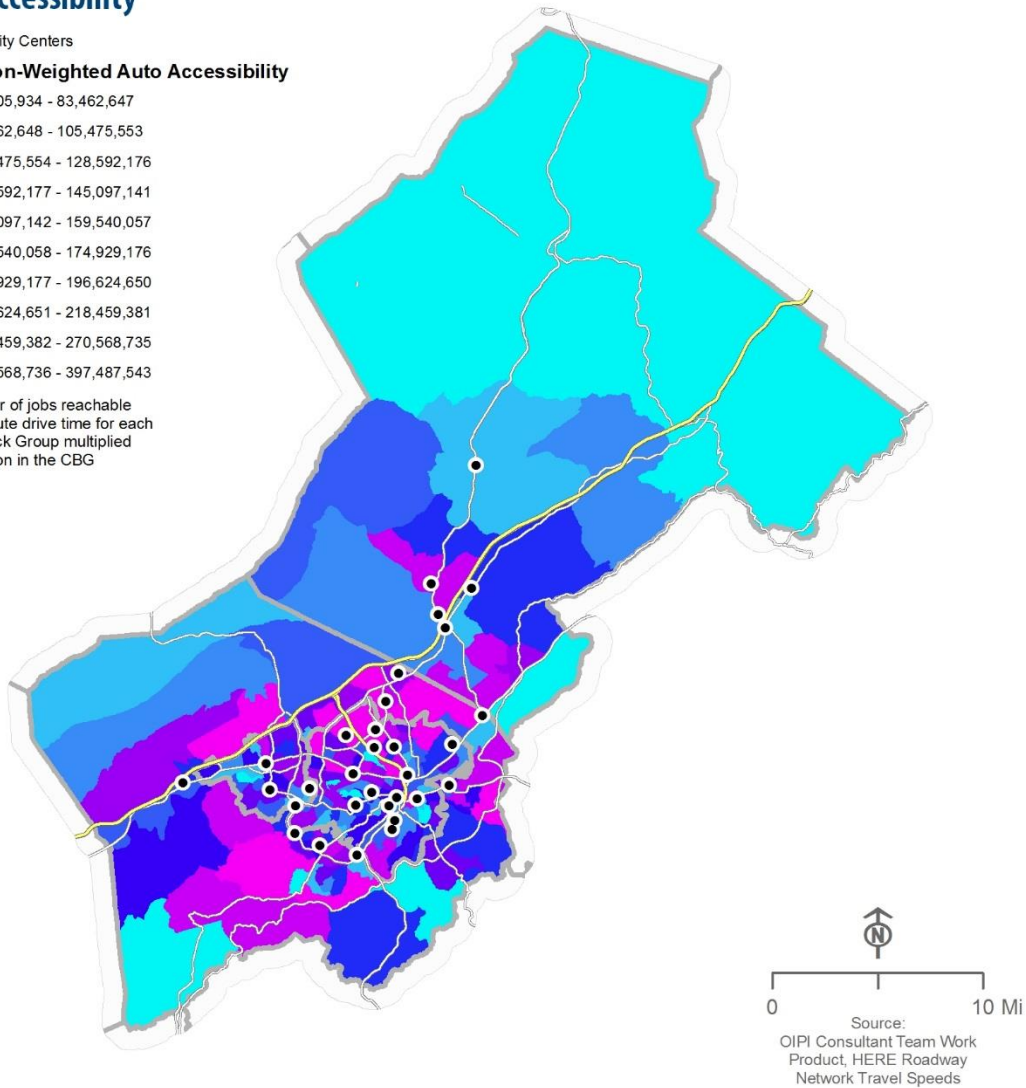 ccessibility
ity Centers
on-Weighted Auto Accessibility
05,934 - 83,462,647
62,648 - 105,475,553
475,554 - 128,592,176
592,177 - 145,097,141
097,142 - 159,540,057
540,058 - 174,929,176
929,177 - 196,624,650
624,651 - 218,459,381
459,382 - 270,568,735
568,736 - 397,487,543
r of jobs reachable
ute drive time for each
ck Group multiplied
on in the CBG
N
0 10 Mi
Source:
OIPI Consultant Team Work
Product, HERE Roadway
Network Travel Speeds